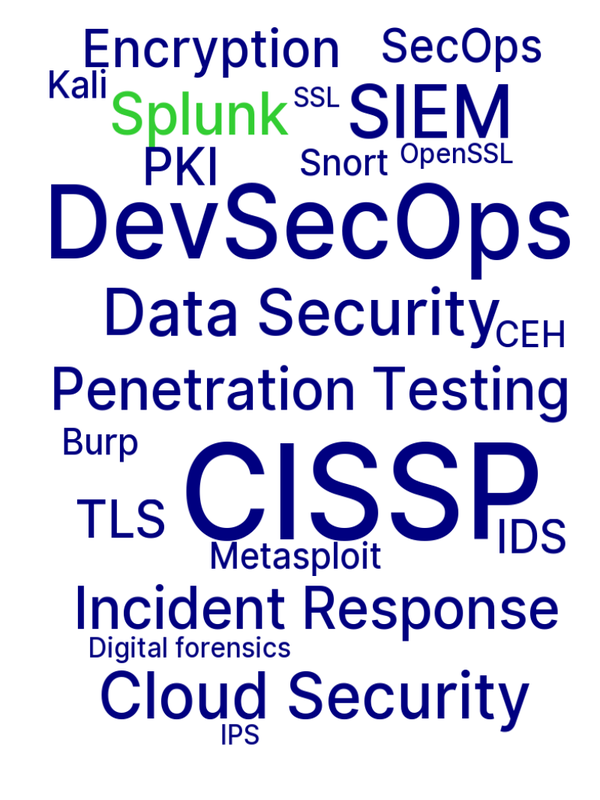 Encryption SecOps
Kali Splunk SSL SIEM
PKI Snort OpenSSL
DevSecOps
Data Security CEH
Penetration Testing
Burp
TLS CISSP IDS
Metasploit
Incident Response
Digital forensics
Cloud Security
IPS